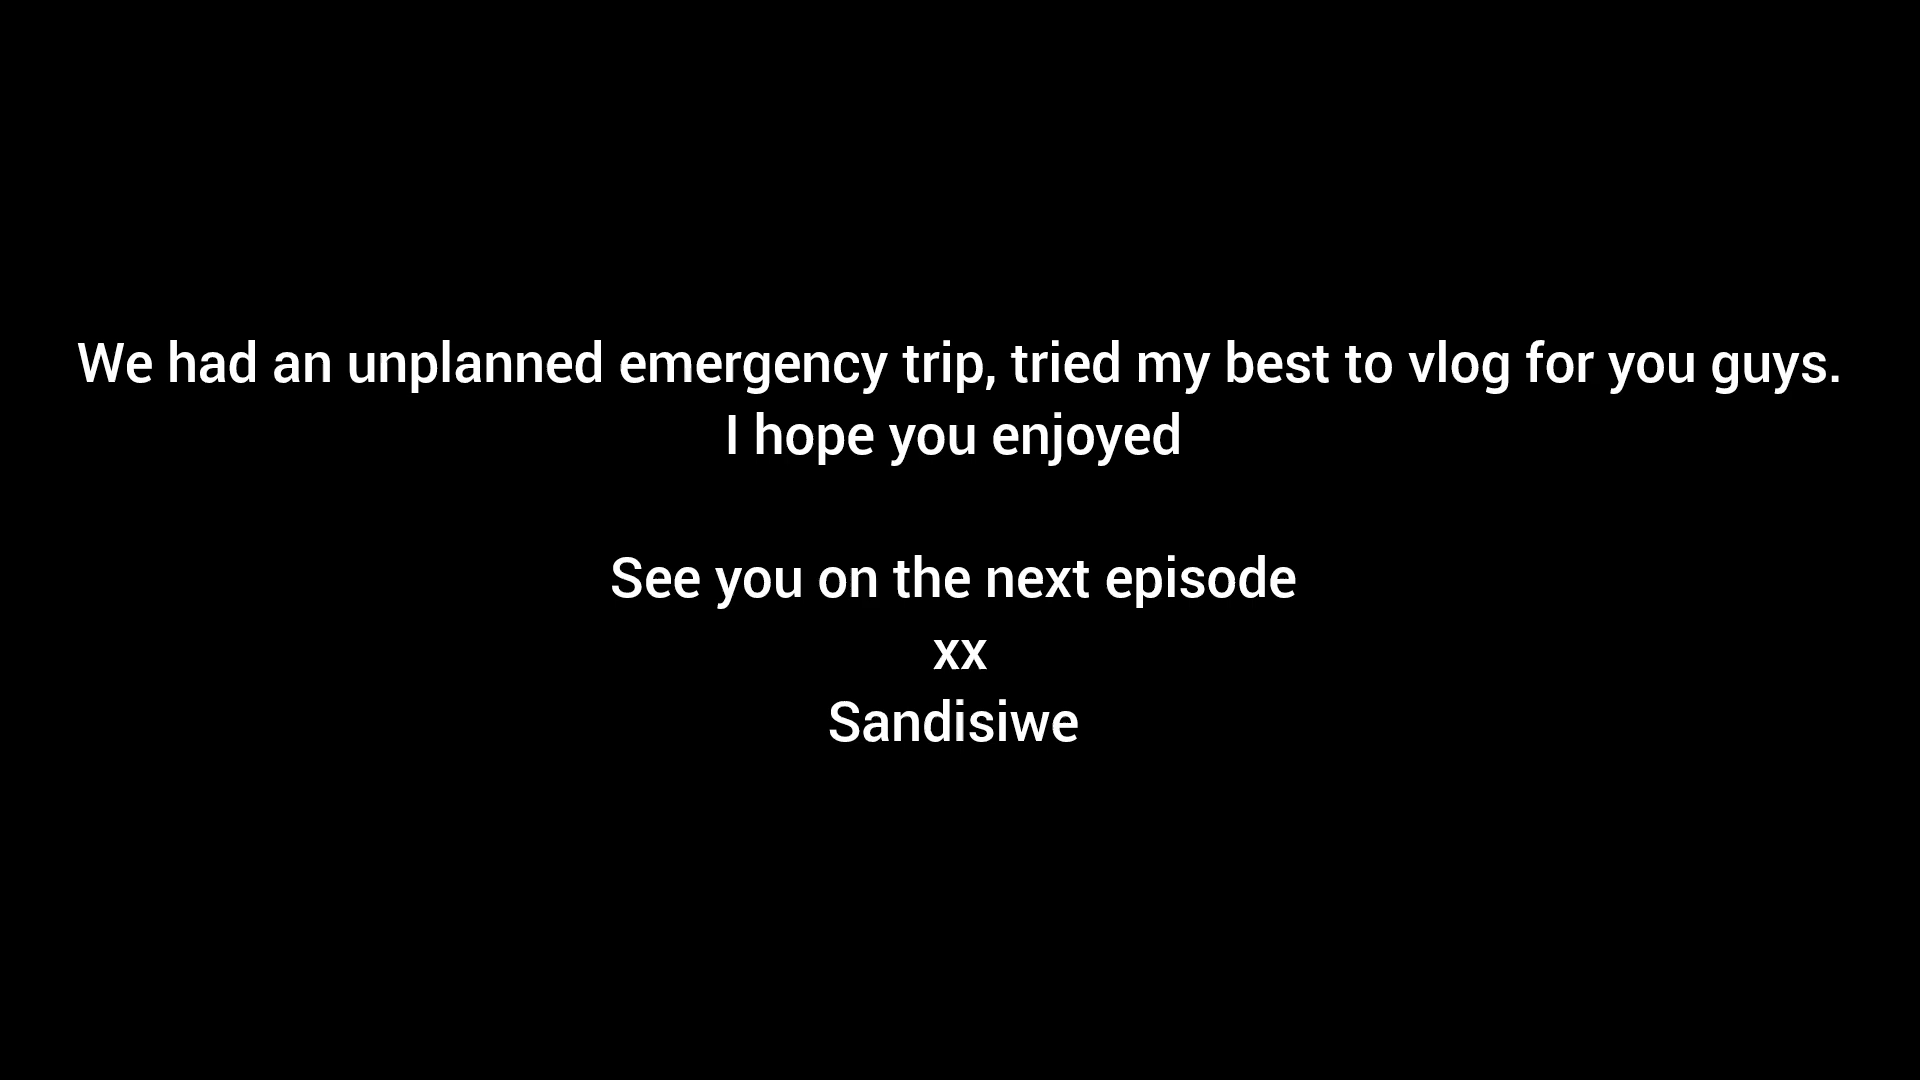 We had an unplanned emergency trip, tried my best to vlog for you guys.
I hope you enjoyed
See you on the next episode
xx
Sandisiwe